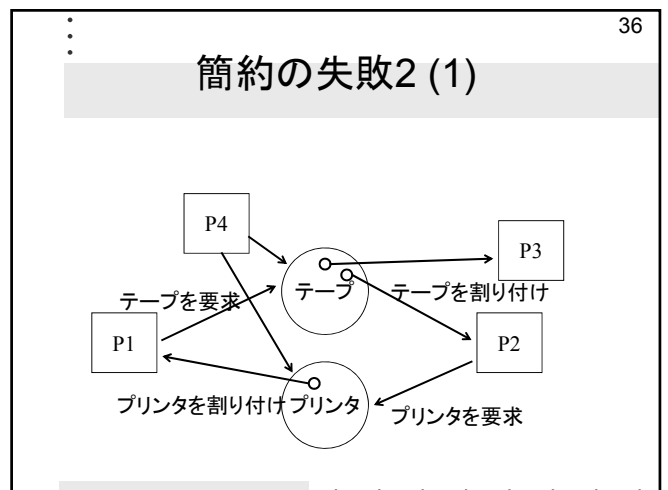 36
簡約の失敗2 (1)
P4
P3
テープ
テープを要求
テープを割り付け
P1
P2
プリンタを割り付け
プリンタ
プリンタを要求